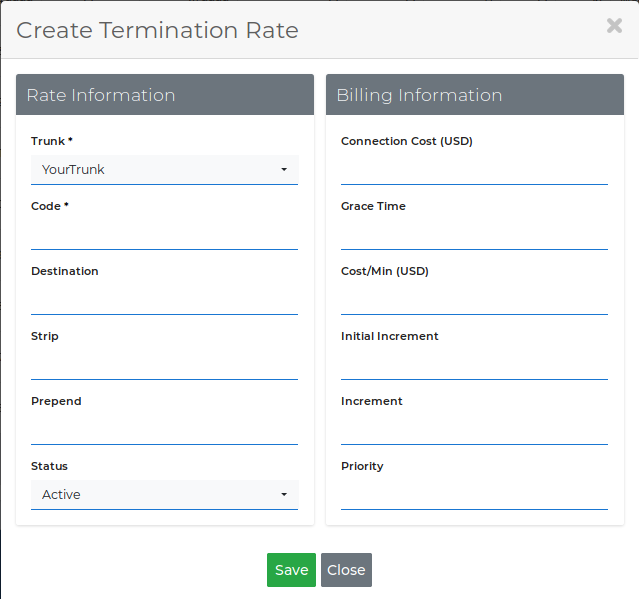 Create Termination Rate
×
Rate Information
Trunk *
YourTrunk
Code *
Destination
Strip
Prepend
Status
Active
Billing Information
Connection Cost (USD)
Grace Time
Cost/Min (USD)
Initial Increment
Increment
Priority
Save
Close